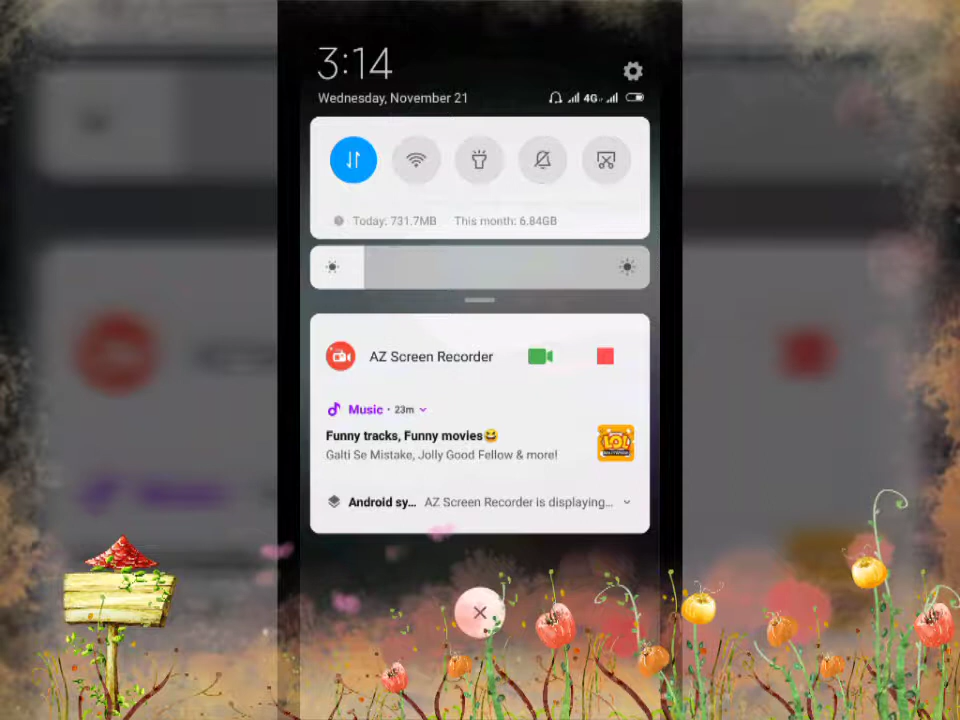 3:14
Wednesday, November 21
4G
Today: 731.7MB This month: 6.84GB
AZ Screen Recorder
Music · 23m
Funny tracks, Funny movies😆
Galti Se Mistake, Jolly Good Fellow & more!
LOL
Android sy... AZ Screen Recorder is displaying...